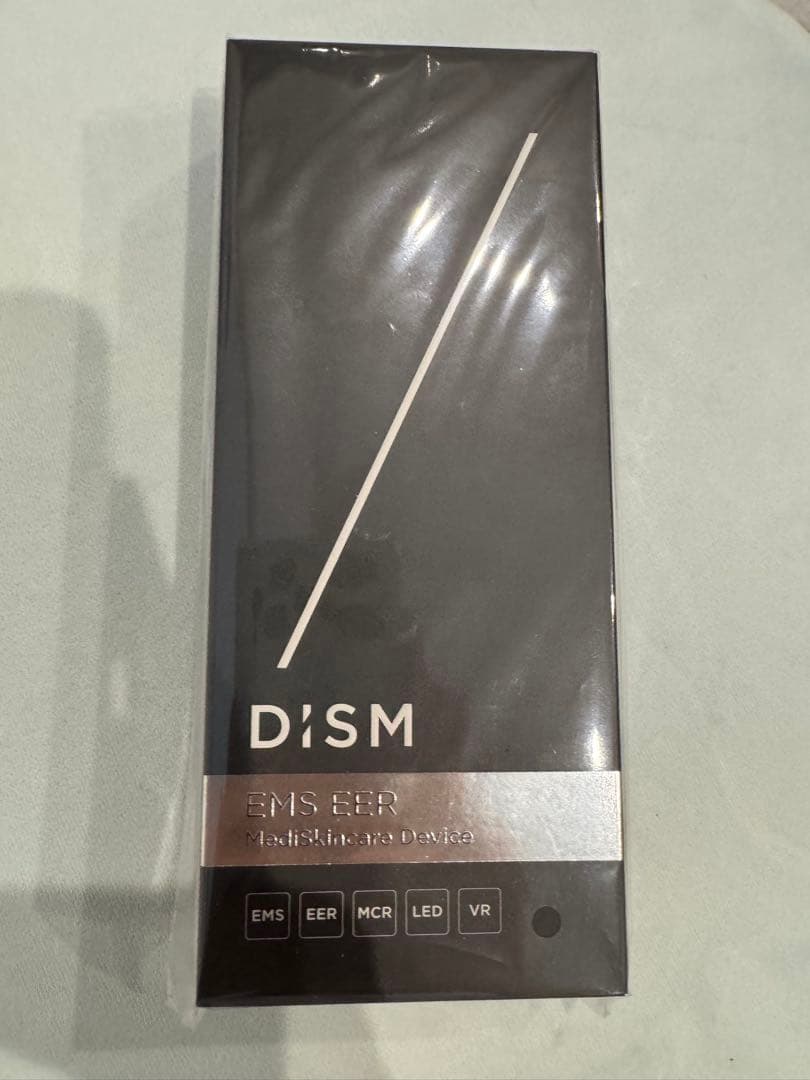 DISM
EMS EER
MediSkincare Device
EMS EER MCR LED VR